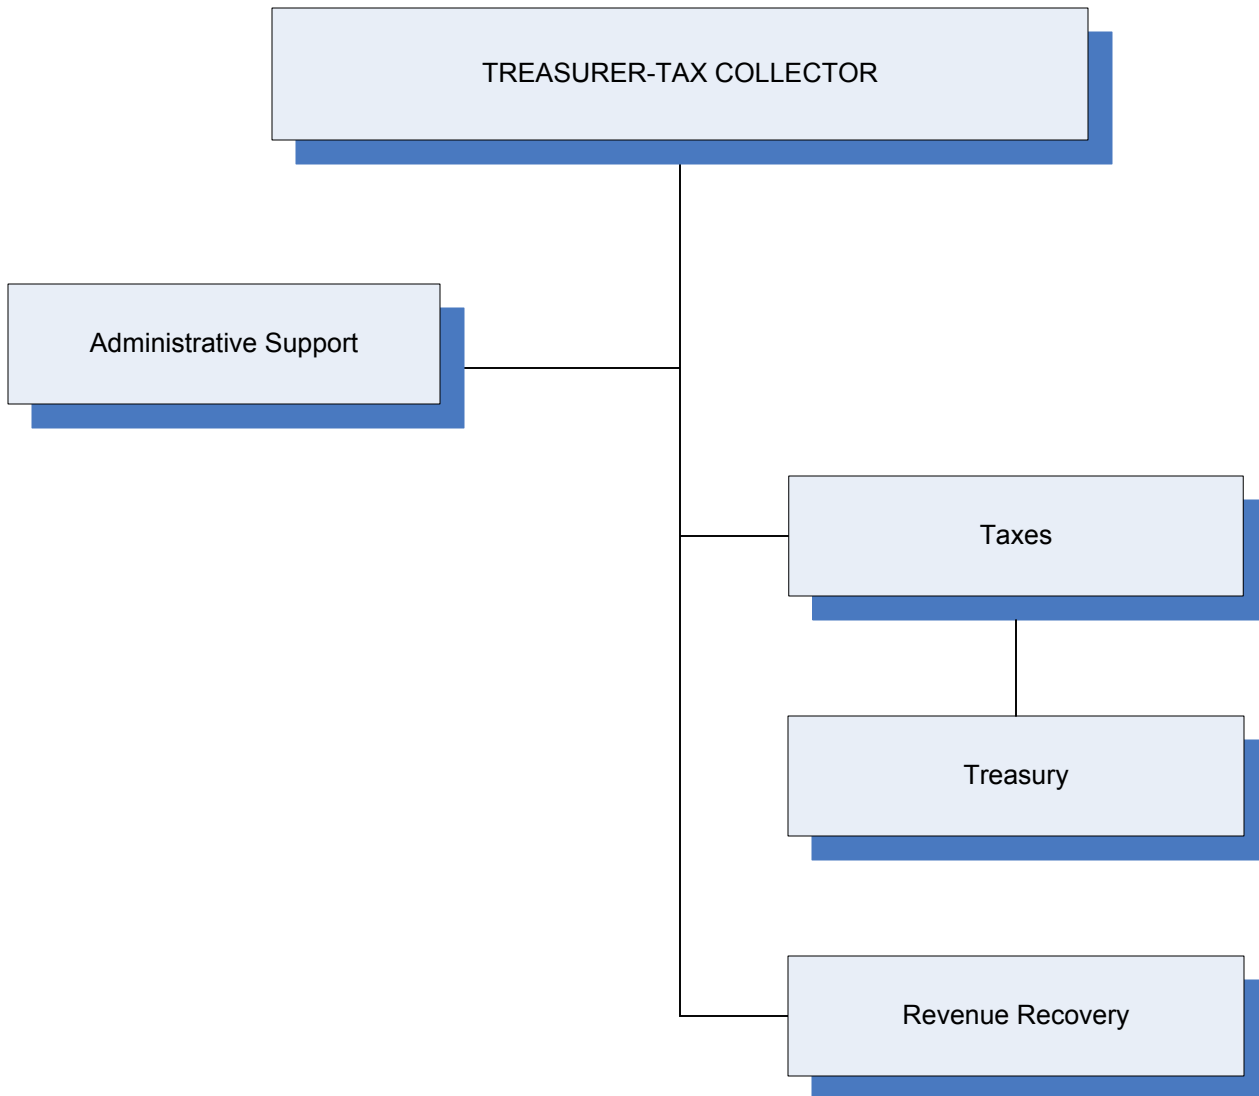 TREASURER-TAX COLLECTOR
Administrative Support
Taxes
Treasury
Revenue Recovery